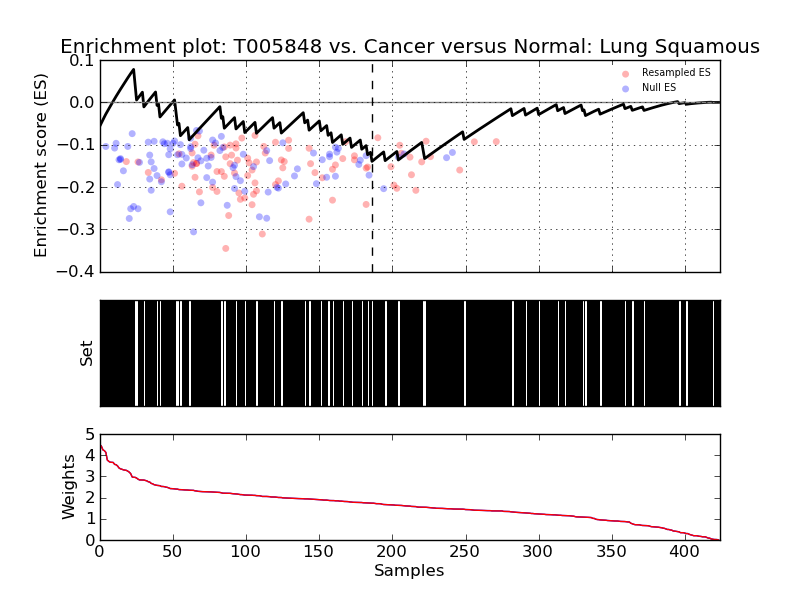 Enrichment plot: T005848 vs. Cancer versus Normal: Lung Squamous
0.1
0.0
−0.1
−0.2
−0.3
−0.4
Enrichment score (ES)
Resampled ES
Null ES
Set
5
4
3
2
1
0
Weights
0 50 100 150 200 250 300 350 400
Samples